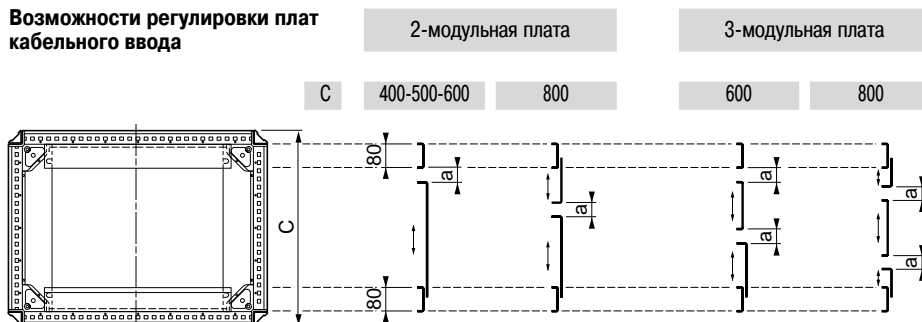 Возможности регулировки плат
кабельного ввода
2-модульная плата
3-модульная плата
C
400-500-600
800
600
800
80
a
a
a
a
a
a
C
80